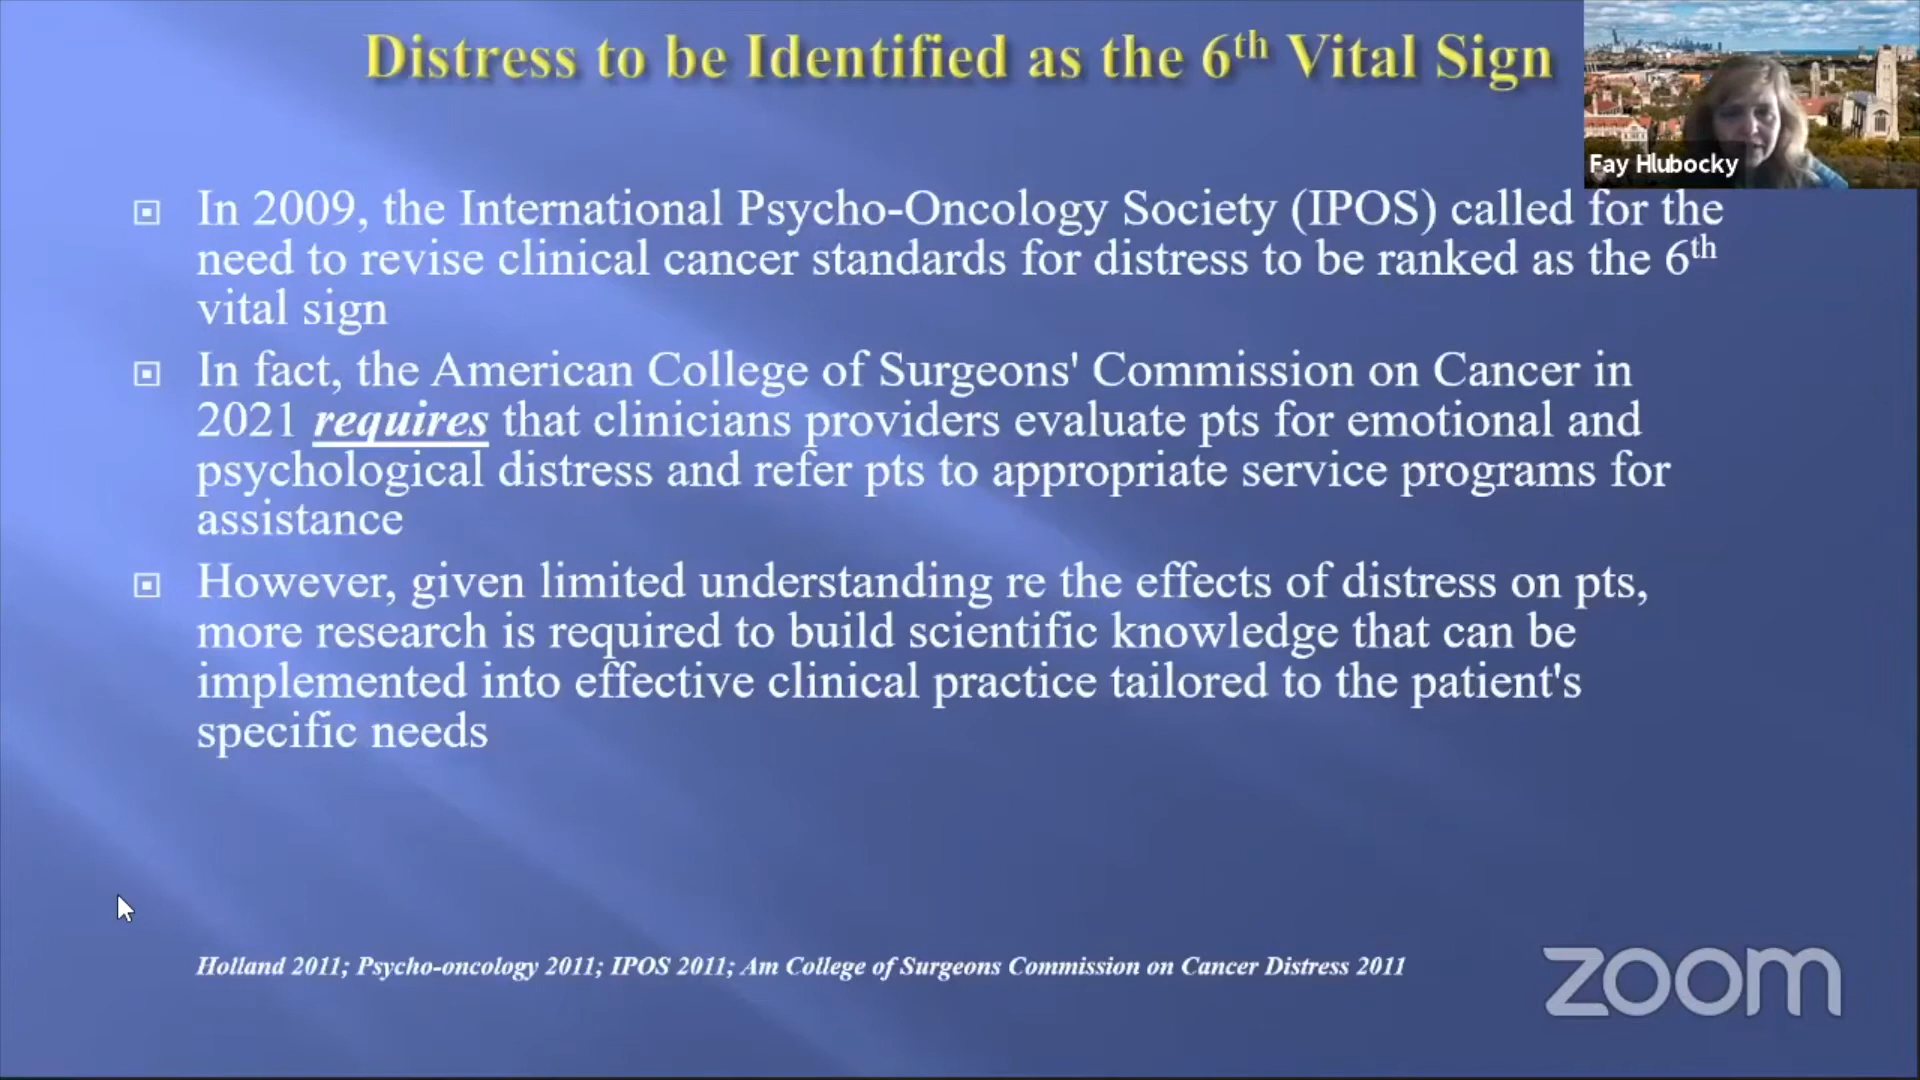 Distress to be Identified as the 6th Vital Sign
Fay Hlubocky
In 2009, the International Psycho-Oncology Society (IPOS) called for the
need to revise clinical cancer standards for distress to be ranked as the 6th
vital sign
In fact, the American College of Surgeons' Commission on Cancer in
2021 requires that clinicians providers evaluate pts for emotional and
psychological distress and refer pts to appropriate service programs for
assistance
However, given limited understanding re the effects of distress on pts,
more research is required to build scientific knowledge that can be
implemented into effective clinical practice tailored to the patient's
specific needs
Holland 2011; Psycho-oncology 2011; IPOS 2011; Am College of Surgeons Commission on Cancer Distress 2011
zoom